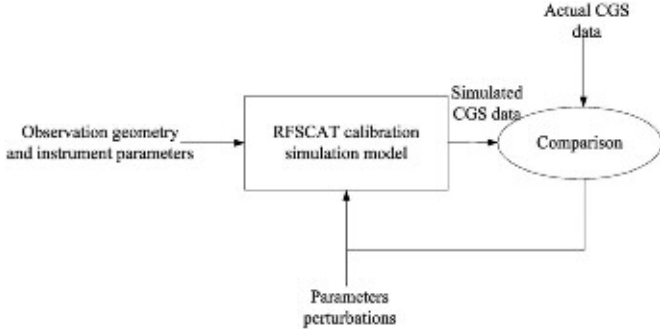 Actual CGS
data
Simulated
CGS data
Observation geometry
and instrument parameters
RFSCAT calibration
simulation model
Comparison
Parameters
perturbations